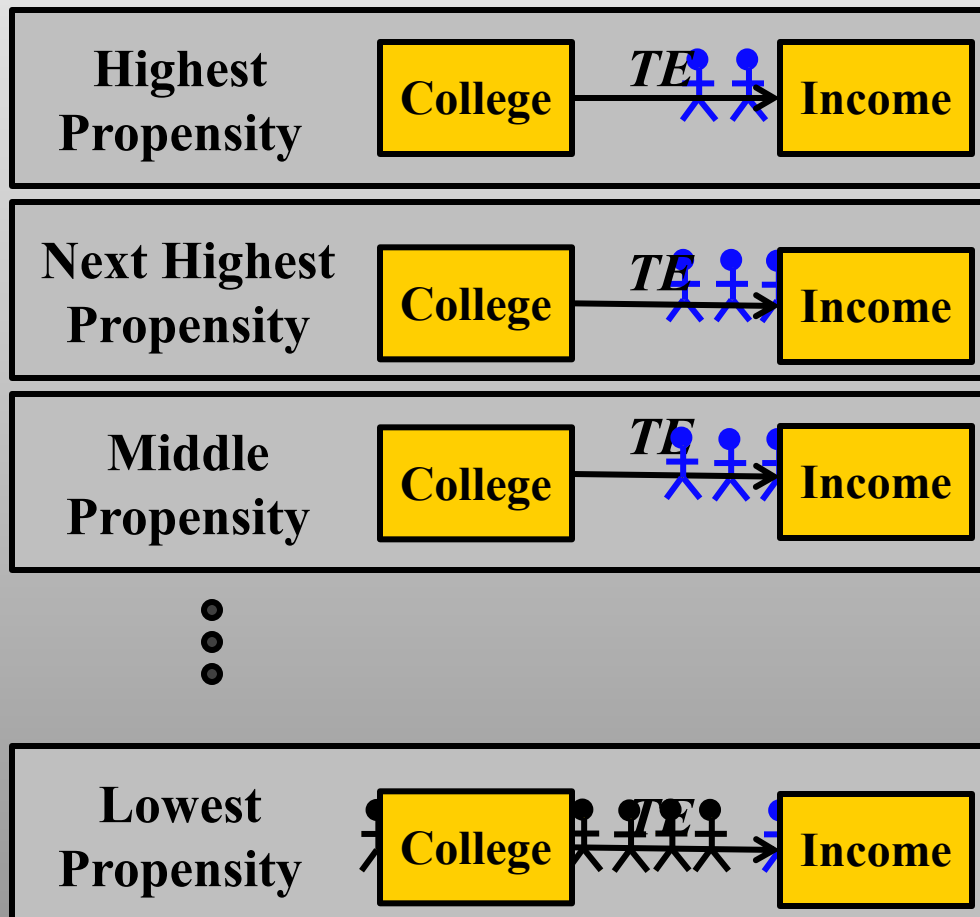 Highest
Propensity
College
TE
Income
Next Highest
Propensity
College
TE
Income
Middle
Propensity
College
TE
Income
Lowest
Propensity
College
TE
Income